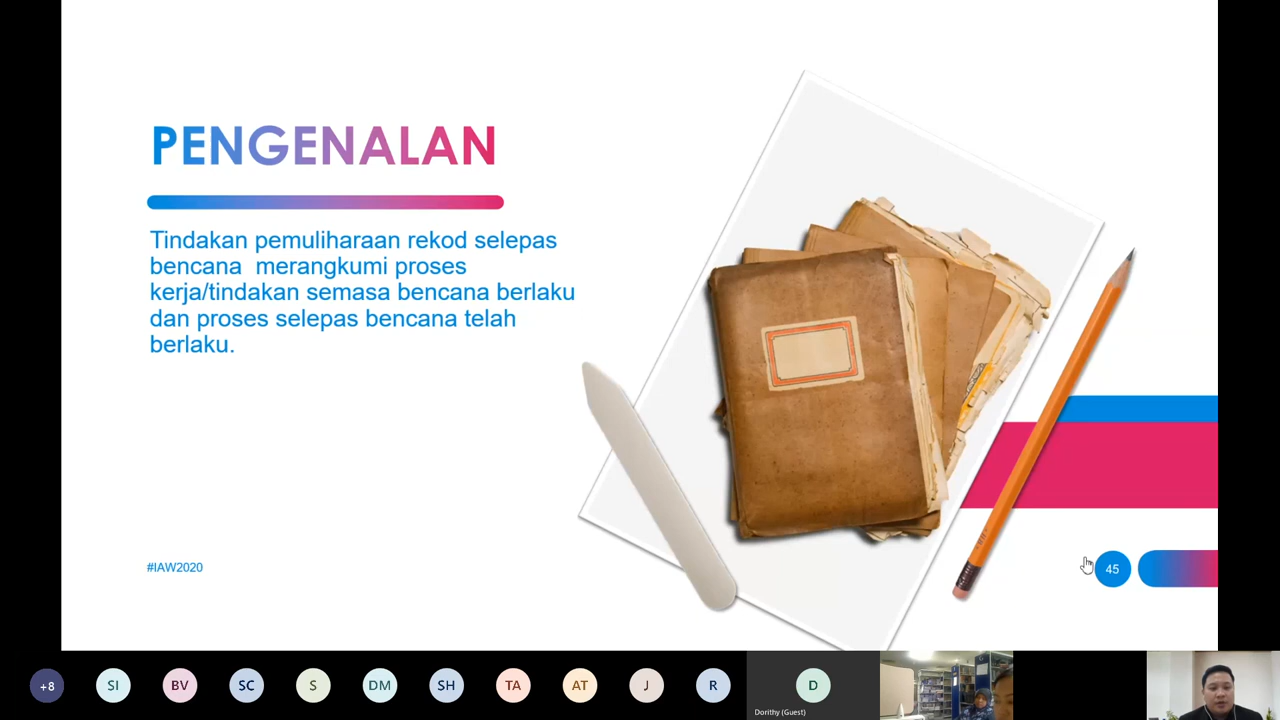 PENGENALAN
Tindakan pemuliharaan rekod selepas
bencana merangkumi proses
kerja/tindakan semasa bencana berlaku
dan proses selepas bencana telah
berlaku.
#IAW2020
45
+8
SI
BV
SC
S
DM
SH
TA
AT
J
R
D
Dorithy (Guest)